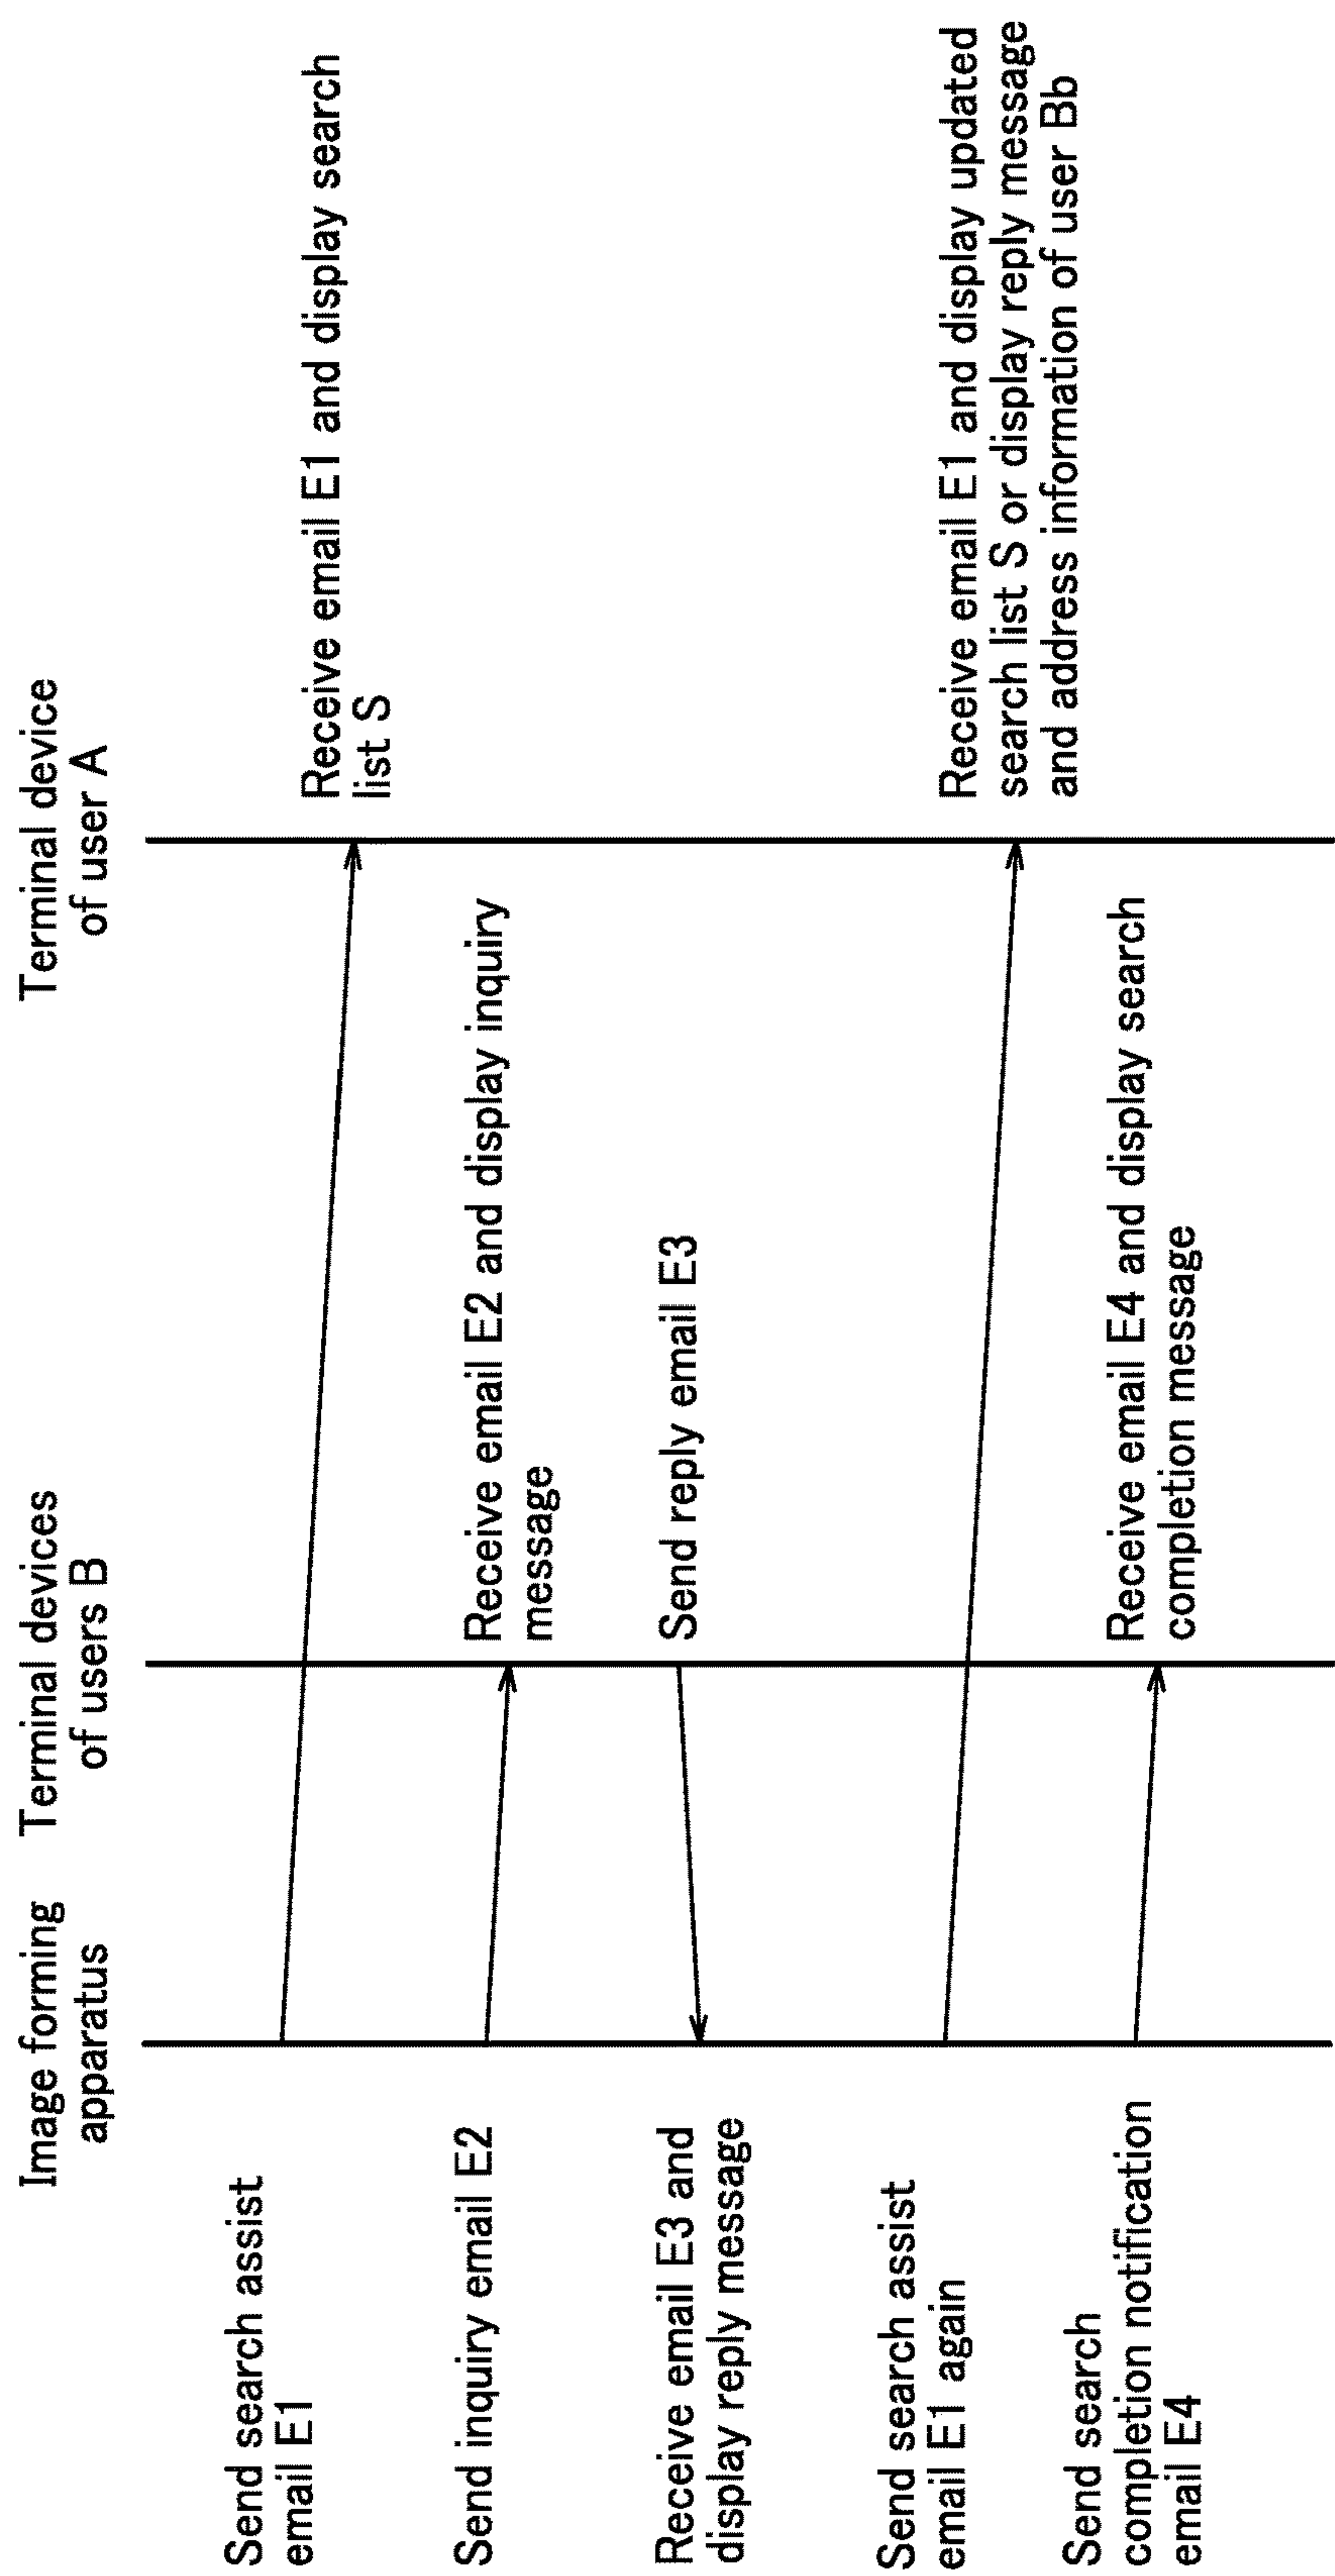 Image forming
apparatus
Terminal devices
of users B
Terminal device
of user A
Send search assist
email E1
Receive email E1 and display search
list S
Send inquiry email E2
Receive email E2 and display inquiry
message
Receive email E3 and
display reply message
Send reply email E3
Send search assist
email E1 again
Receive email E1 and display updated
search list S or display reply message
and address information of user Bb
Send search
completion notification
email E4
Receive email E4 and display search
completion message